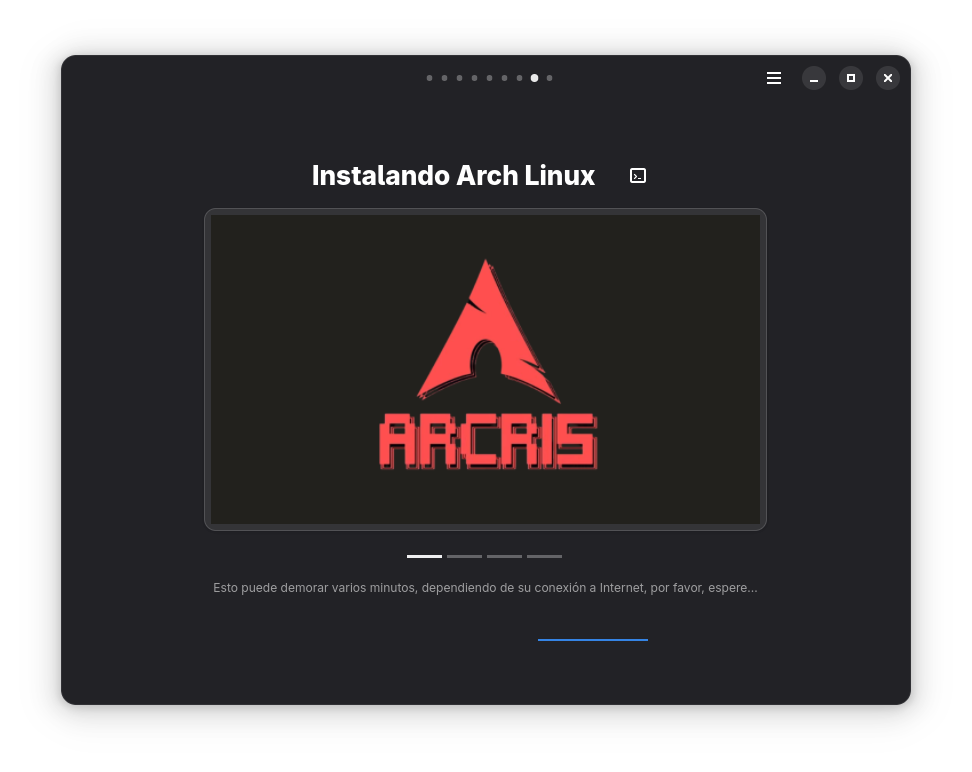 Instalando Arch Linux
ARCRIS
Esto puede demorar varios minutos, dependiendo de su conexión a Internet, por favor, espere...